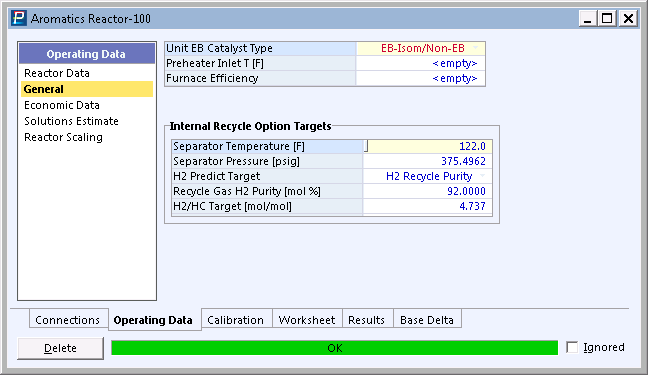 Aromatics Reactor-100
Operating Data
Reactor Data
General
Economic Data
Solutions Estimate
Reactor Scaling
Unit EB Catalyst Type EB-Isom/Non-EB
Preheater Inlet T [F] <empty>
Furnace Efficiency <empty>
Internal Recycle Option Targets
Separator Temperature [F] 122.0
Separator Pressure [psig] 375.4962
H2 Predict Target H2 Recycle Purity
Recycle Gas H2 Purity [mol %] 92.0000
H2/HC Target [mol/mol] 4.737
Connections Operating Data Calibration Worksheet Results Base Delta
Delete OK Ignored